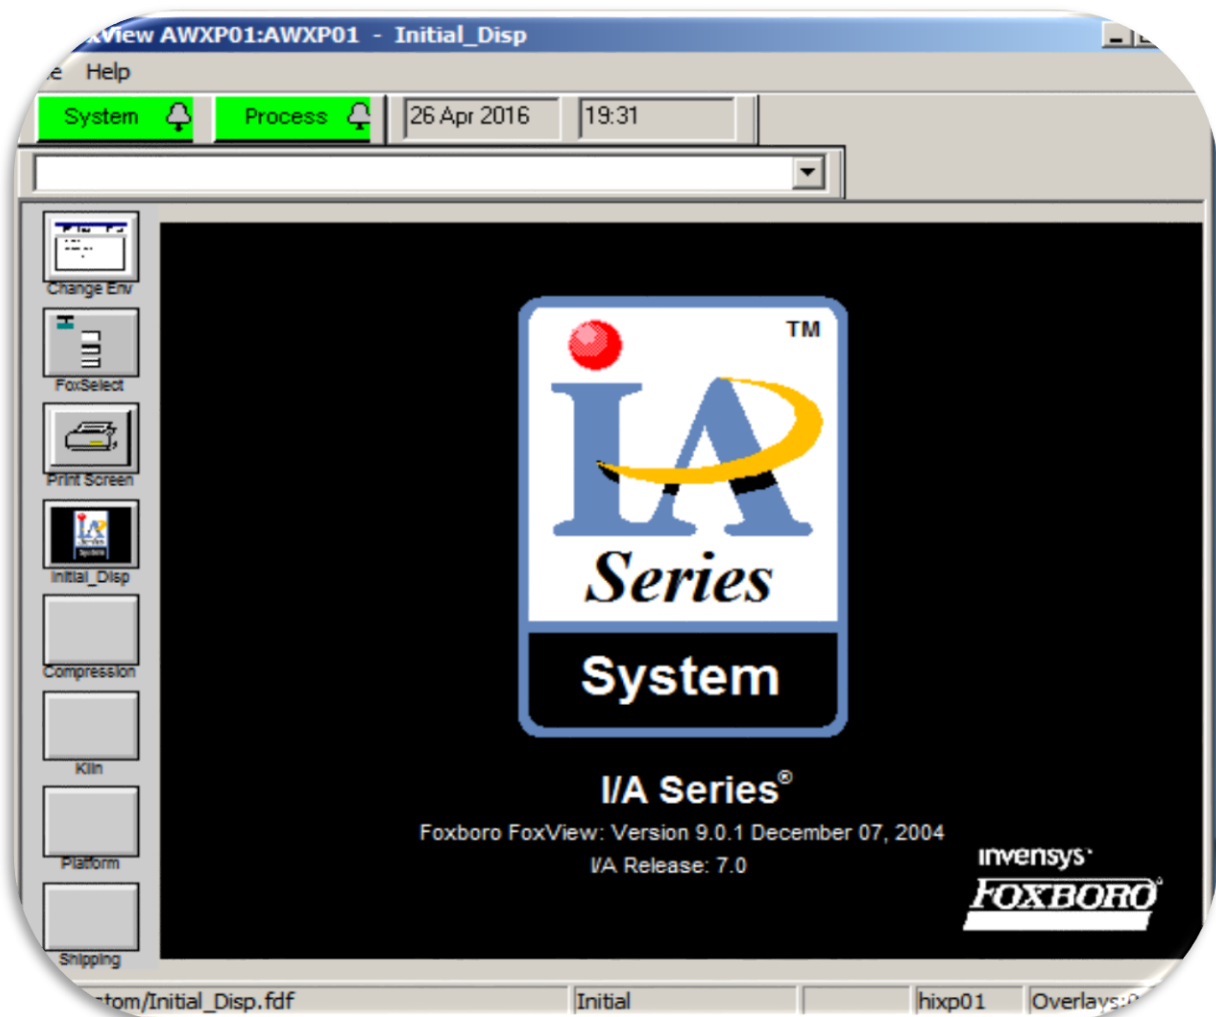 xView AWXP01:AWXP01 - Initial_Disp
Help
System Process 26 Apr 2016 19:31
Change Env
FoxSelect
Print Screen
Initial_Disp
Compression
Kiln
Platform
Shipping
TM
IA
Series
System
I/A Series®
Foxboro FoxView: Version 9.0.1 December 07, 2004
I/A Release: 7.0
invensys
FOXBORO
tom/Initial_Disp.fdf Initial hixp01 Overlays: